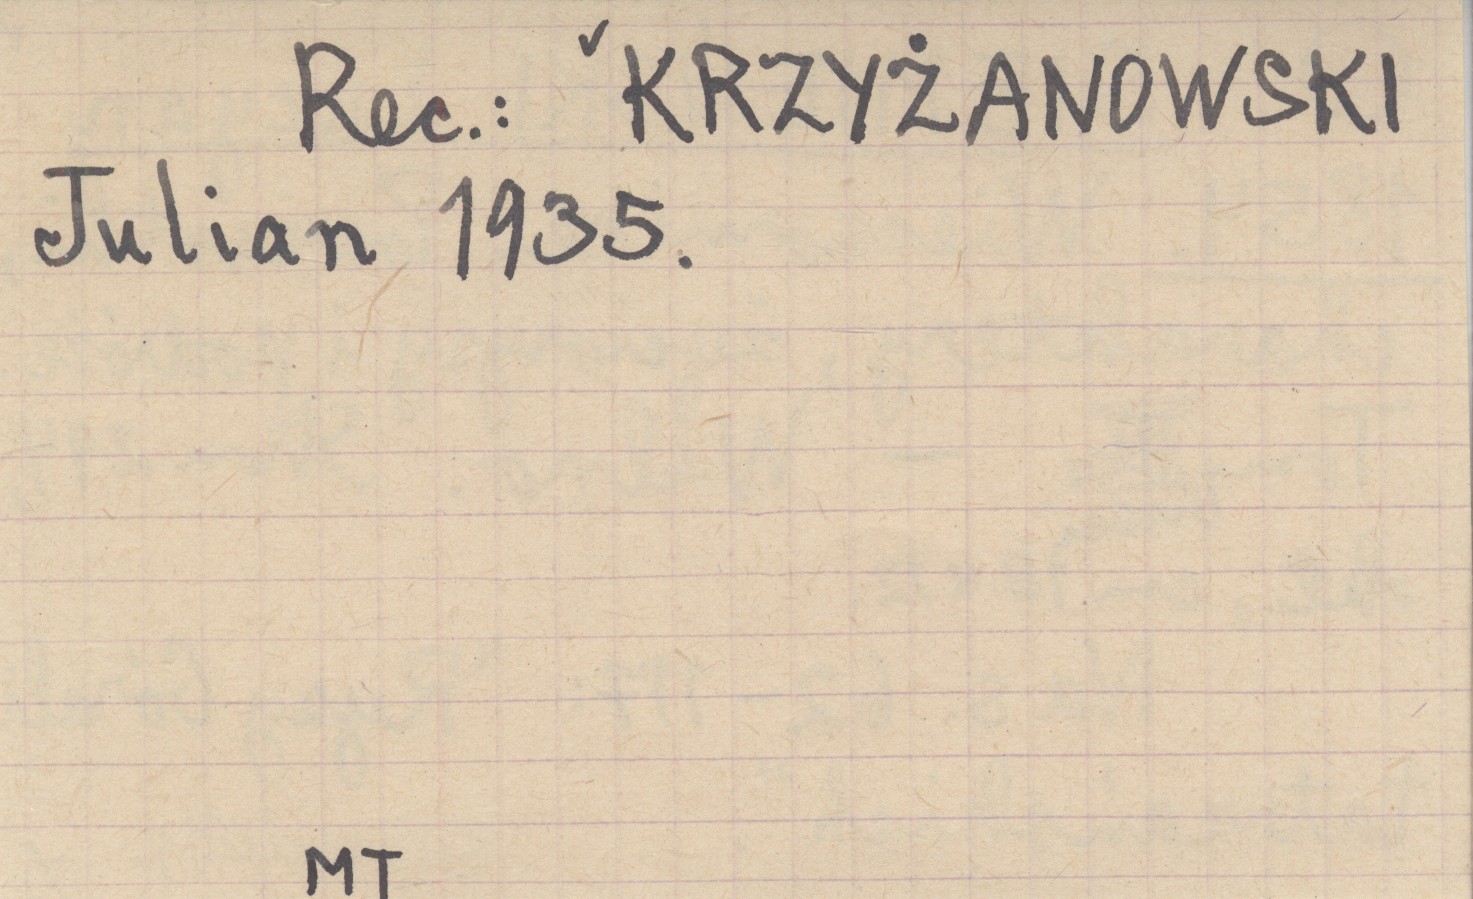 Rec.: ✓KRZYŻANOWSKI
Julian 1935.
MT